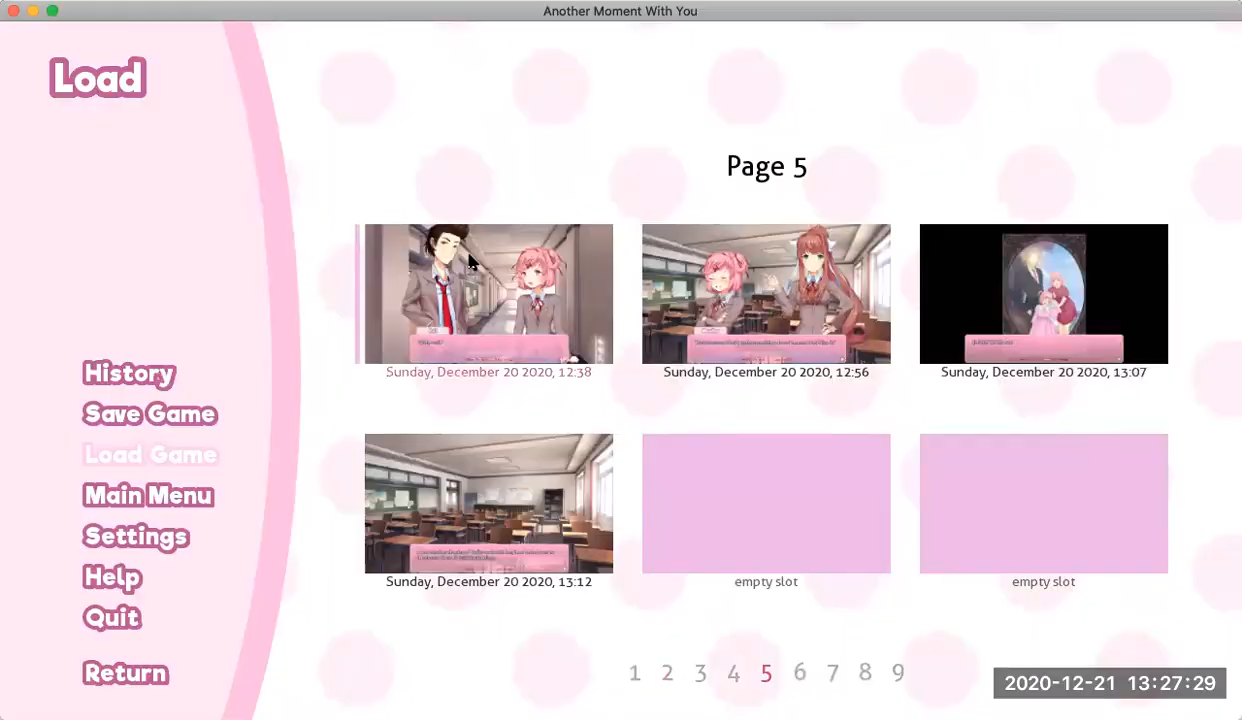 Another Moment With You
Load
Page 5
Sunday, December 20 2020, 12:38
Sunday, December 20 2020, 12:56
Sunday, December 20 2020, 13:07
Sunday, December 20 2020, 13:12
empty slot
empty slot
History
Save Game
Load Game
Main Menu
Settings
Help
Quit
Return
1 2 3 4 5 6 7 8 9
2020-12-21 13:27:29